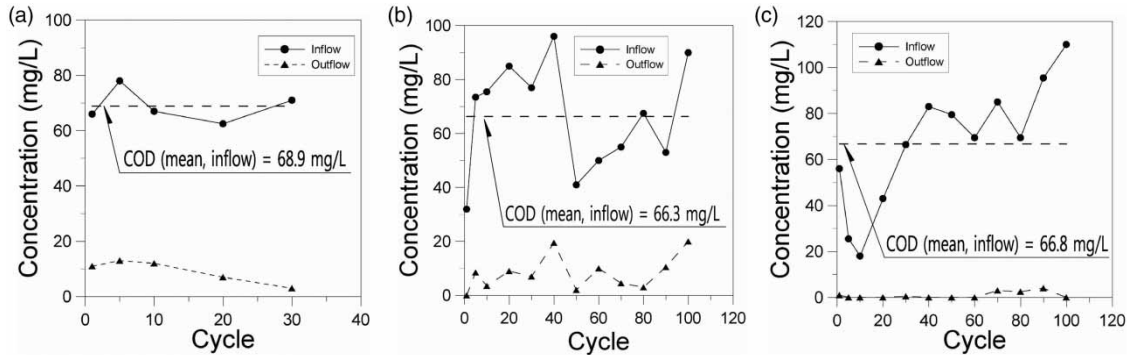 (a)
Concentration (mg/L)
100
80
60
40
20
0
Inflow
Outflow
COD (mean, inflow) = 68.9 mg/L
0
10
20
30
40
Cycle
(b)
Concentration (mg/L)
100
80
60
40
20
0
Inflow
Outflow
COD (mean, inflow) = 66.3 mg/L
0
20
40
60
80
100
120
Cycle
(c)
Concentration (mg/L)
120
100
80
60
40
20
0
Inflow
Outflow
COD (mean, inflow) = 66.8 mg/L
0
20
40
60
80
100
120
Cycle